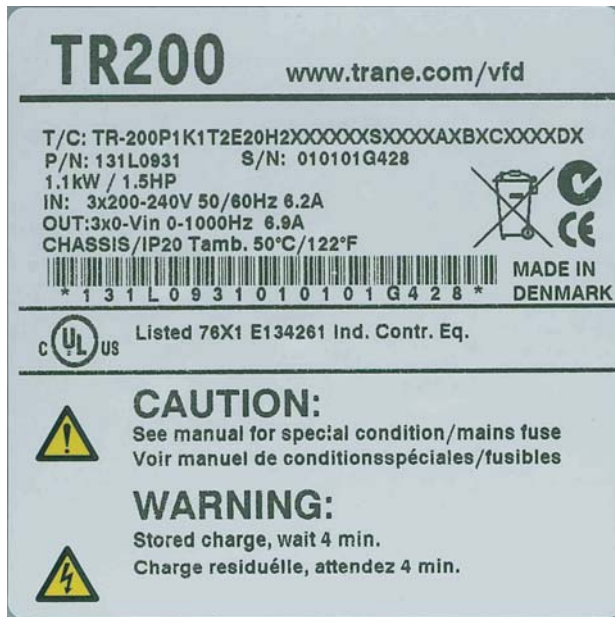 TR200 www.trane.com/vfd
T/C: TR-200P1K1T2E20H2XXXXXXSXXXXAXBXCXXXXDX
P/N: 131L0931 S/N: 010101G428
1.1kW / 1.5HP
IN: 3x200-240V 50/60Hz 6.2A
OUT:3x0-Vin 0-1000Hz 6.9A
CHASSIS/IP20 Tamb. 50°C/122°F
CE
*131L0931010101G428*
MADE IN
DENMARK
C UL US Listed 76X1 E134261 Ind. Contr. Eq.
CAUTION:
See manual for special condition/mains fuse
Voir manuel de conditionsspéciales/fusibles
WARNING:
Stored charge, wait 4 min.
Charge residuélle, attendez 4 min.